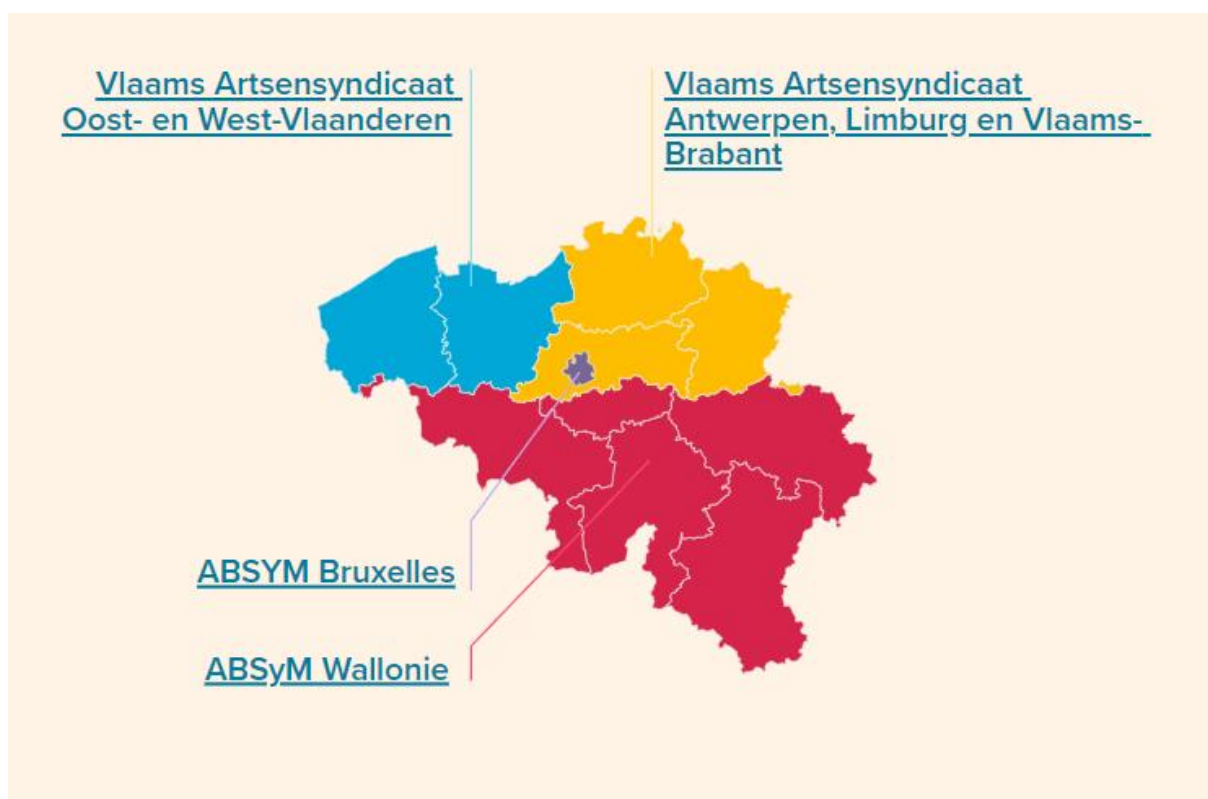 Vlaams Artsensyndicaat
Oost- en West-Vlaanderen
Vlaams Artsensyndicaat
Antwerpen, Limburg en Vlaams-
Brabant
ABSYM Bruxelles
ABSyM Wallonie